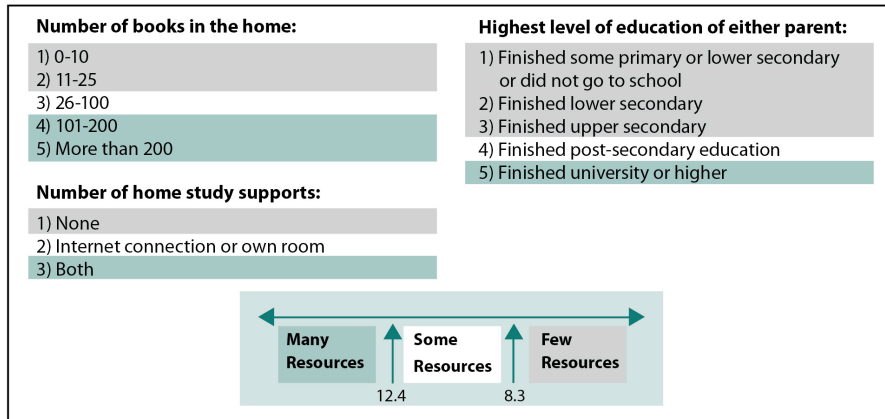 Number of books in the home:
1) 0-10
2) 11-25
3) 26-100
4) 101-200
5) More than 200
Number of home study supports:
1) None
2) Internet connection or own room
3) Both
Highest level of education of either parent:
1) Finished some primary or lower secondary
or did not go to school
2) Finished lower secondary
3) Finished upper secondary
4) Finished post-secondary education
5) Finished university or higher
Many
Resources
Some
Resources
Few
Resources
12.4
8.3